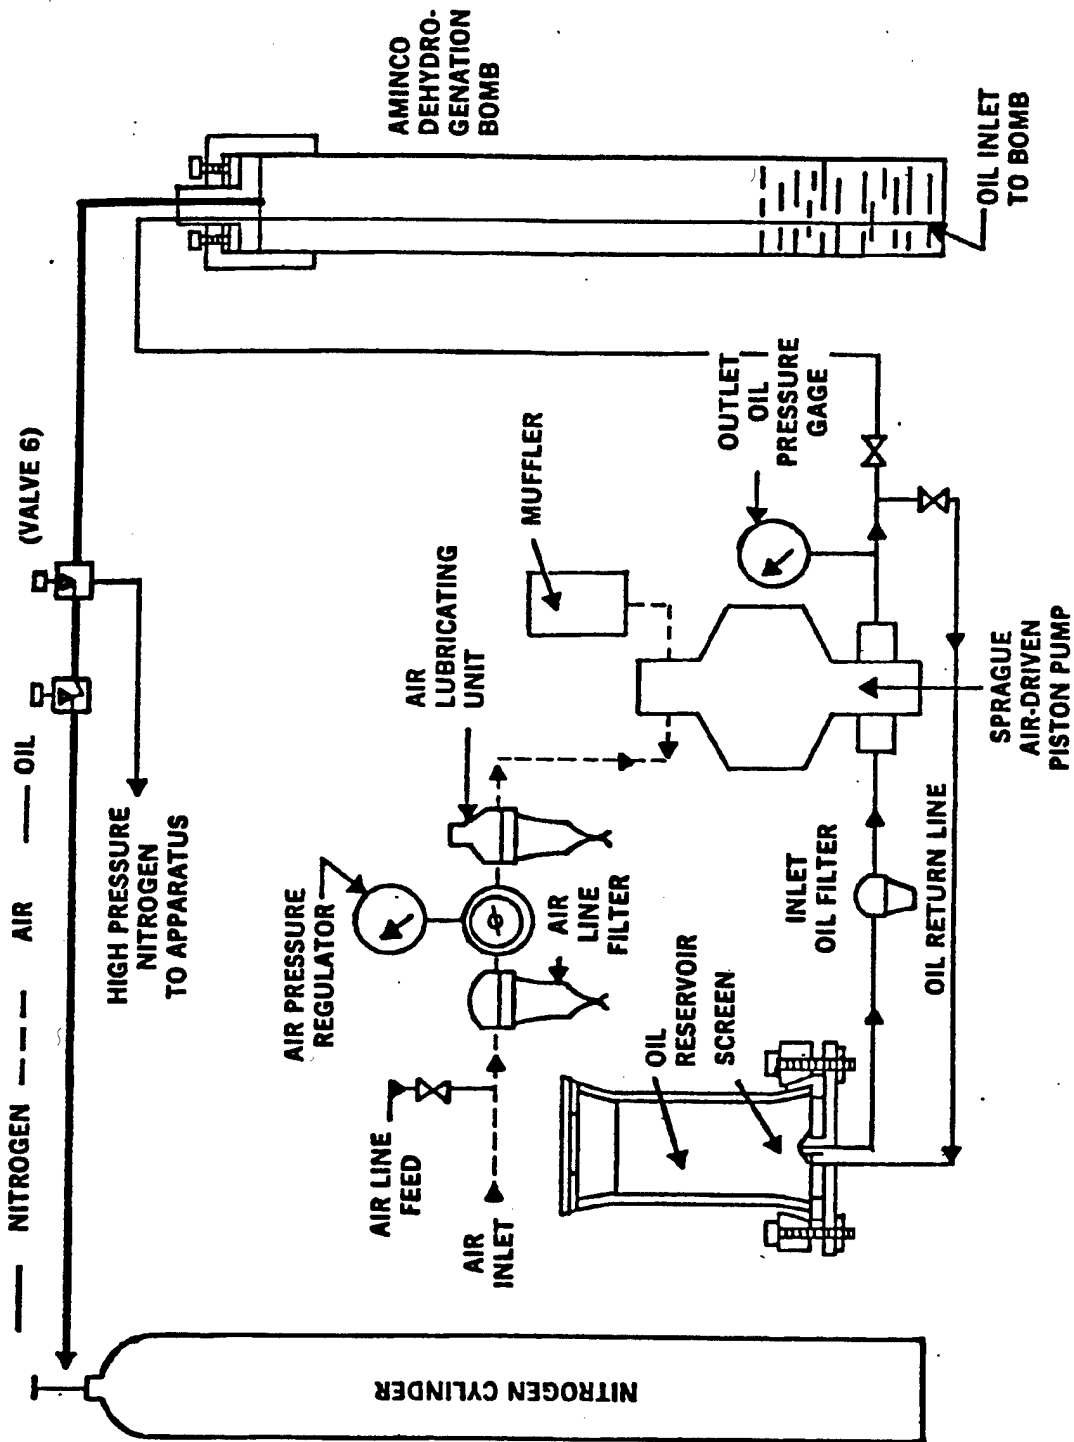 NITROGEN
AIR
OIL
(VALVE 6)
HIGH PRESSURE
NITROGEN
TO APPARATUS
AMINCO
DEHYDRO-
GENATION
BOMB
AIR PRESSURE
REGULATOR
AIR
LUBRICATING
UNIT
MUFFLER
AIR LINE
FEED
AIR
INLET
AIR
LINE
FILTER
OUTLET
OIL
PRESSURE
GAGE
OIL
RESERVOIR
SCREEN
INLET
OIL FILTER
OIL RETURN LINE
SPRAGUE
AIR-DRIVEN
PISTON PUMP
OIL INLET
TO BOMB
NITROGEN CYLINDER